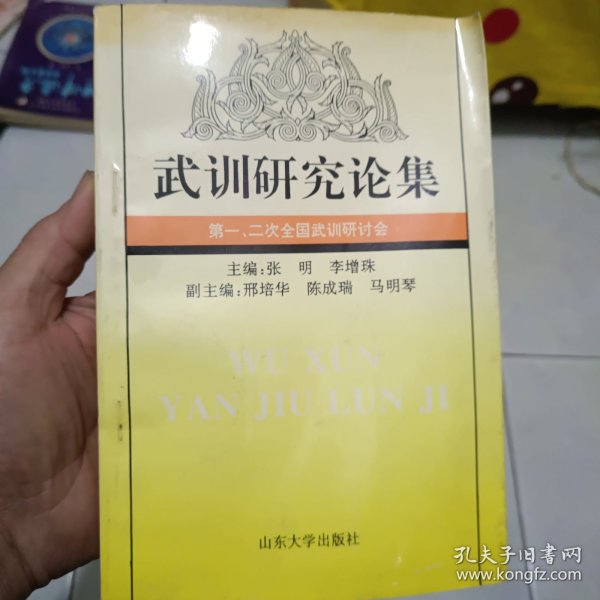 武训研究论集
第一、二次全国武训研讨会
主编:张 明 李增珠
副主编:邢培华 陈成瑞 马明琴
WU XUN
YAN JIU LUN JI
山东大学出版社
孔夫子旧书网
www.kongfz.com